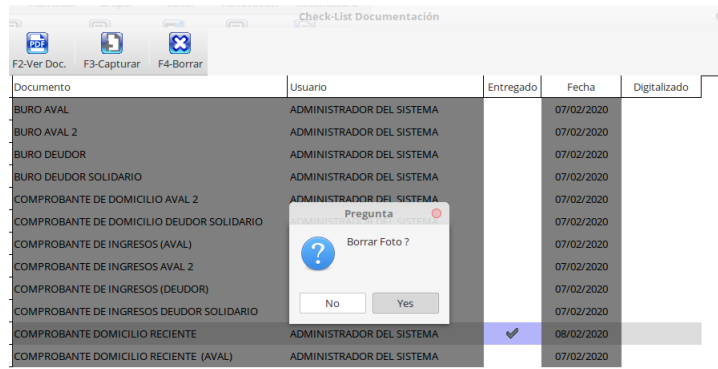 Check-List Documentación
F2-Ver Doc. F3-Capturar F4-Borrar
Documento Usuario Entregado Fecha Digitalizado
BURO AVAL ADMINISTRADOR DEL SISTEMA 07/02/2020
BURO AVAL 2 ADMINISTRADOR DEL SISTEMA 07/02/2020
BURO DEUDOR ADMINISTRADOR DEL SISTEMA 07/02/2020
BURO DEUDOR SOLIDARIO ADMINISTRADOR DEL SISTEMA 07/02/2020
COMPROBANTE DE DOMICILIO AVAL 2 ADMINISTRADOR DEL SISTEMA 07/02/2020
COMPROBANTE DE DOMICILIO DEUDOR SOLIDARIO ADMINISTRADOR DEL SISTEMA 07/02/2020
Pregunta
COMPROBANTE DE INGRESOS (AVAL) 07/02/2020
Borrar Foto ?
COMPROBANTE DE INGRESOS AVAL 2 07/02/2020
COMPROBANTE DE INGRESOS (DEUDOR) 07/02/2020
No Yes
COMPROBANTE DE INGRESOS DEUDOR SOLIDARIO 07/02/2020
COMPROBANTE DOMICILIO RECIENTE ADMINISTRADOR DEL SISTEMA 08/02/2020
COMPROBANTE DOMICILIO RECIENTE (AVAL) ADMINISTRADOR DEL SISTEMA 07/02/2020